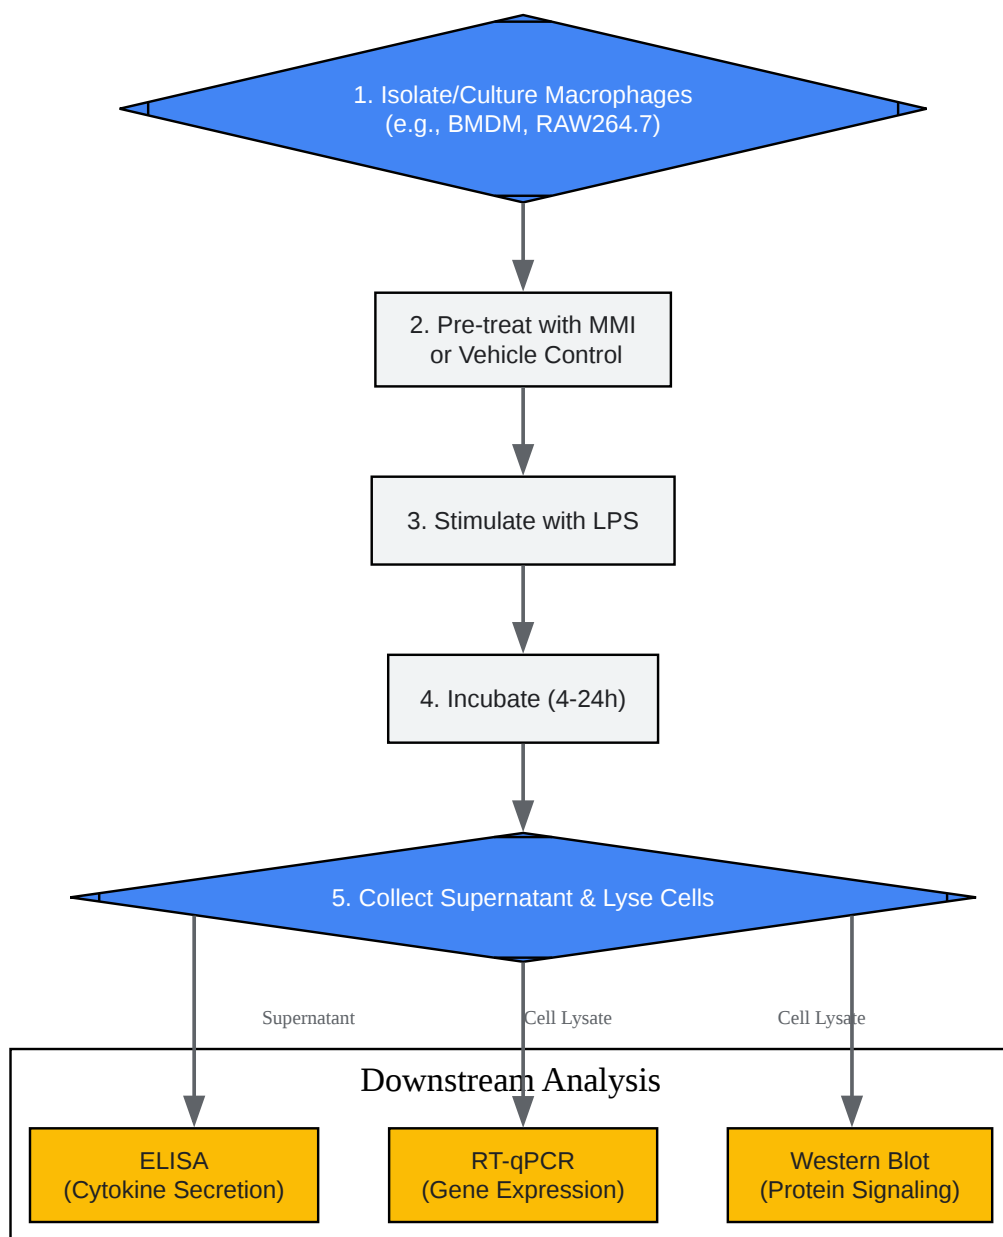 1. Isolate/Culture Macrophages
(e.g., BMDM, RAW264.7)
2. Pre-treat with MMI
or Vehicle Control
3. Stimulate with LPS
4. Incubate (4-24h)
5. Collect Supernatant & Lyse Cells
Supernatant
Cell Lysate
Cell Lysate
Downstream Analysis
ELISA
(Cytokine Secretion)
RT-qPCR
(Gene Expression)
Western Blot
(Protein Signaling)